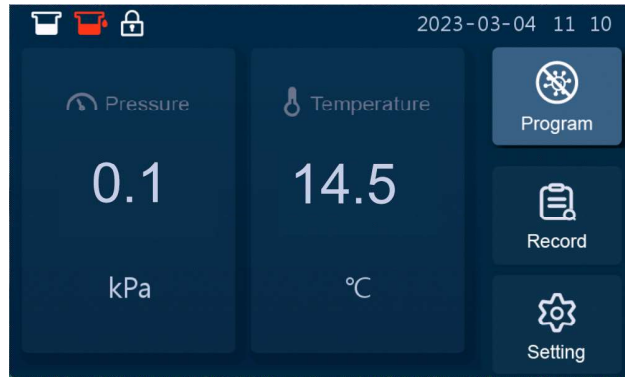 2023-03-04 11 10
Pressure
0.1
kPa
Temperature
14.5
℃
Program
Record
Setting